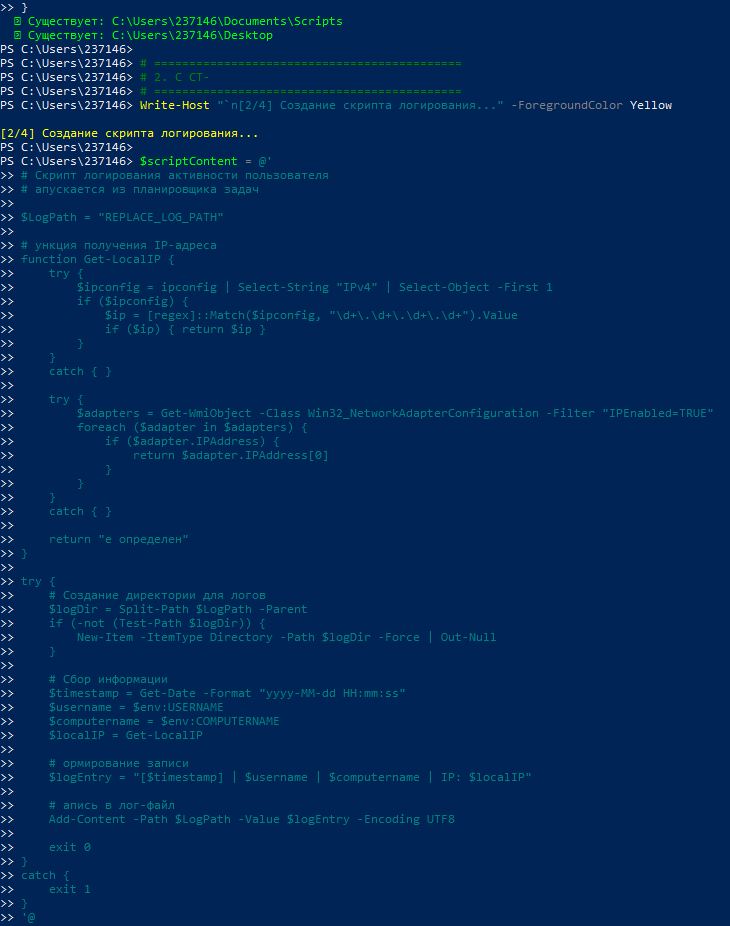 >> }
  ⍰ Существует: C:\Users\237146\Documents\Scripts
  ⍰ Существует: C:\Users\237146\Desktop
PS C:\Users\237146>
PS C:\Users\237146> # ============================================
PS C:\Users\237146> # 2. С СТ-
PS C:\Users\237146> # ============================================
PS C:\Users\237146> Write-Host "`n[2/4] Создание скрипта логирования..." -ForegroundColor Yellow

[2/4] Создание скрипта логирования...
PS C:\Users\237146>
PS C:\Users\237146> $scriptContent = @'
>> # Скрипт логирования активности пользователя
>> # апускается из планировщика задач
>>
>> $LogPath = "REPLACE_LOG_PATH"
>>
>> # ункция получения IP-адреса
>> function Get-LocalIP {
>>     try {
>>         $ipconfig = ipconfig | Select-String "IPv4" | Select-Object -First 1
>>         if ($ipconfig) {
>>             $ip = [regex]::Match($ipconfig, "\d+\.\d+\.\d+\.\d+").Value
>>             if ($ip) { return $ip }
>>         }
>>     }
>>     catch { }
>>
>>     try {
>>         $adapters = Get-WmiObject -Class Win32_NetworkAdapterConfiguration -Filter "IPEnabled=TRUE"
>>         foreach ($adapter in $adapters) {
>>             if ($adapter.IPAddress) {
>>                 return $adapter.IPAddress[0]
>>             }
>>         }
>>     }
>>     catch { }
>>
>>     return "е определен"
>> }
>>
>> try {
>>     # Создание директории для логов
>>     $logDir = Split-Path $LogPath -Parent
>>     if (-not (Test-Path $logDir)) {
>>         New-Item -ItemType Directory -Path $logDir -Force | Out-Null
>>     }
>>
>>     # Сбор информации
>>     $timestamp = Get-Date -Format "yyyy-MM-dd HH:mm:ss"
>>     $username = $env:USERNAME
>>     $computername = $env:COMPUTERNAME
>>     $localIP = Get-LocalIP
>>
>>     # ормирование записи
>>     $logEntry = "[$timestamp] | $username | $computername | IP: $localIP"
>>
>>     # апись в лог-файл
>>     Add-Content -Path $LogPath -Value $logEntry -Encoding UTF8
>>
>>     exit 0
>> }
>> catch {
>>     exit 1
>> }
>> '@